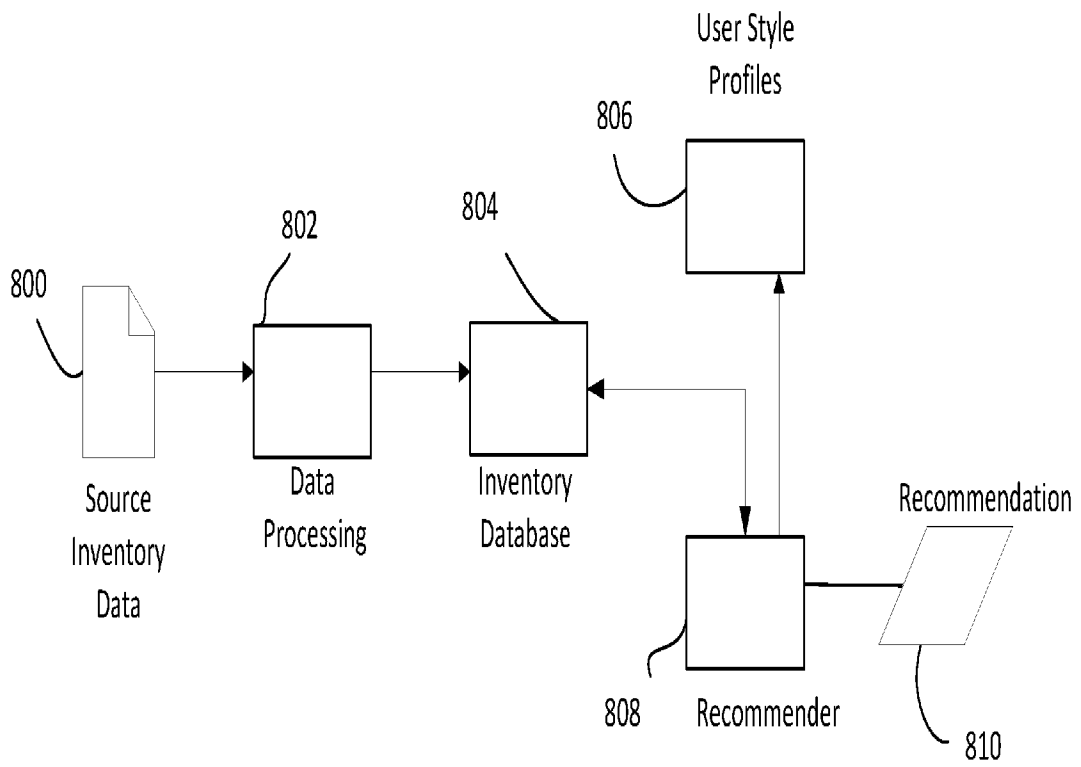 User Style
Profiles
806
804
802
800
Source
Inventory
Data
Data
Processing
Inventory
Database
Recommendation
808
Recommender
810